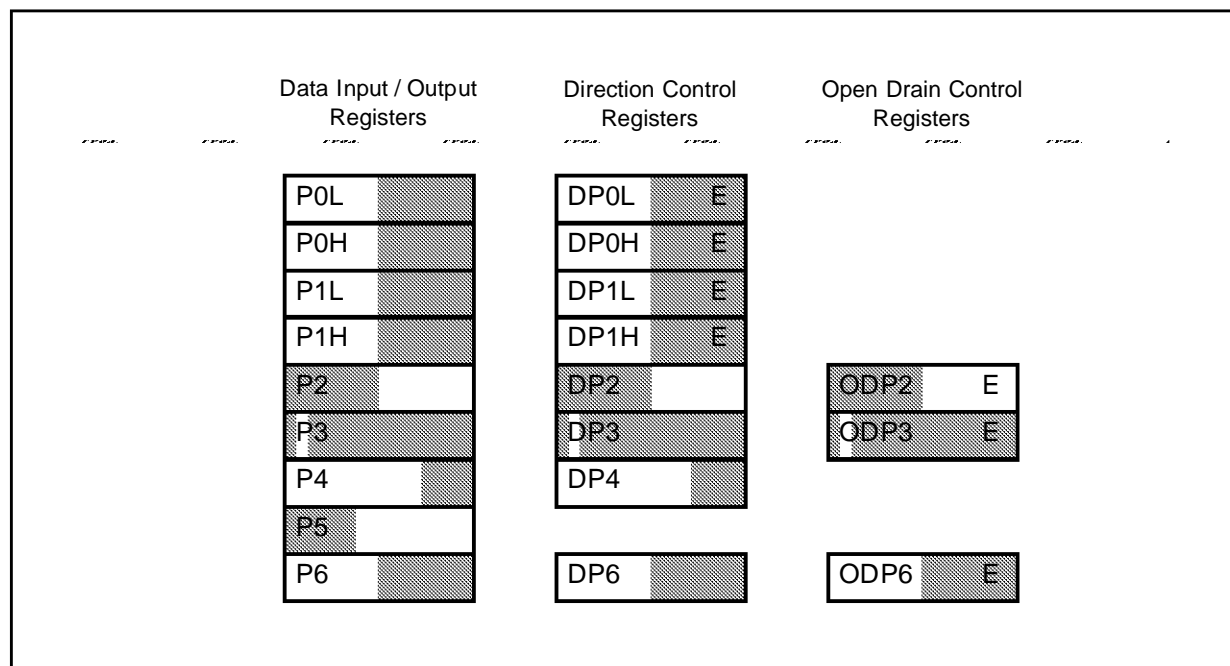 Data Input / Output Direction Control Open Drain Control
Registers Registers Registers
P0L DP0L E
P0H DP0H E
P1L DP1L E
P1H DP1H E
P2 DP2 ODP2 E
P3 DP3 ODP3 E
P4 DP4
P5
P6 DP6 ODP6 E